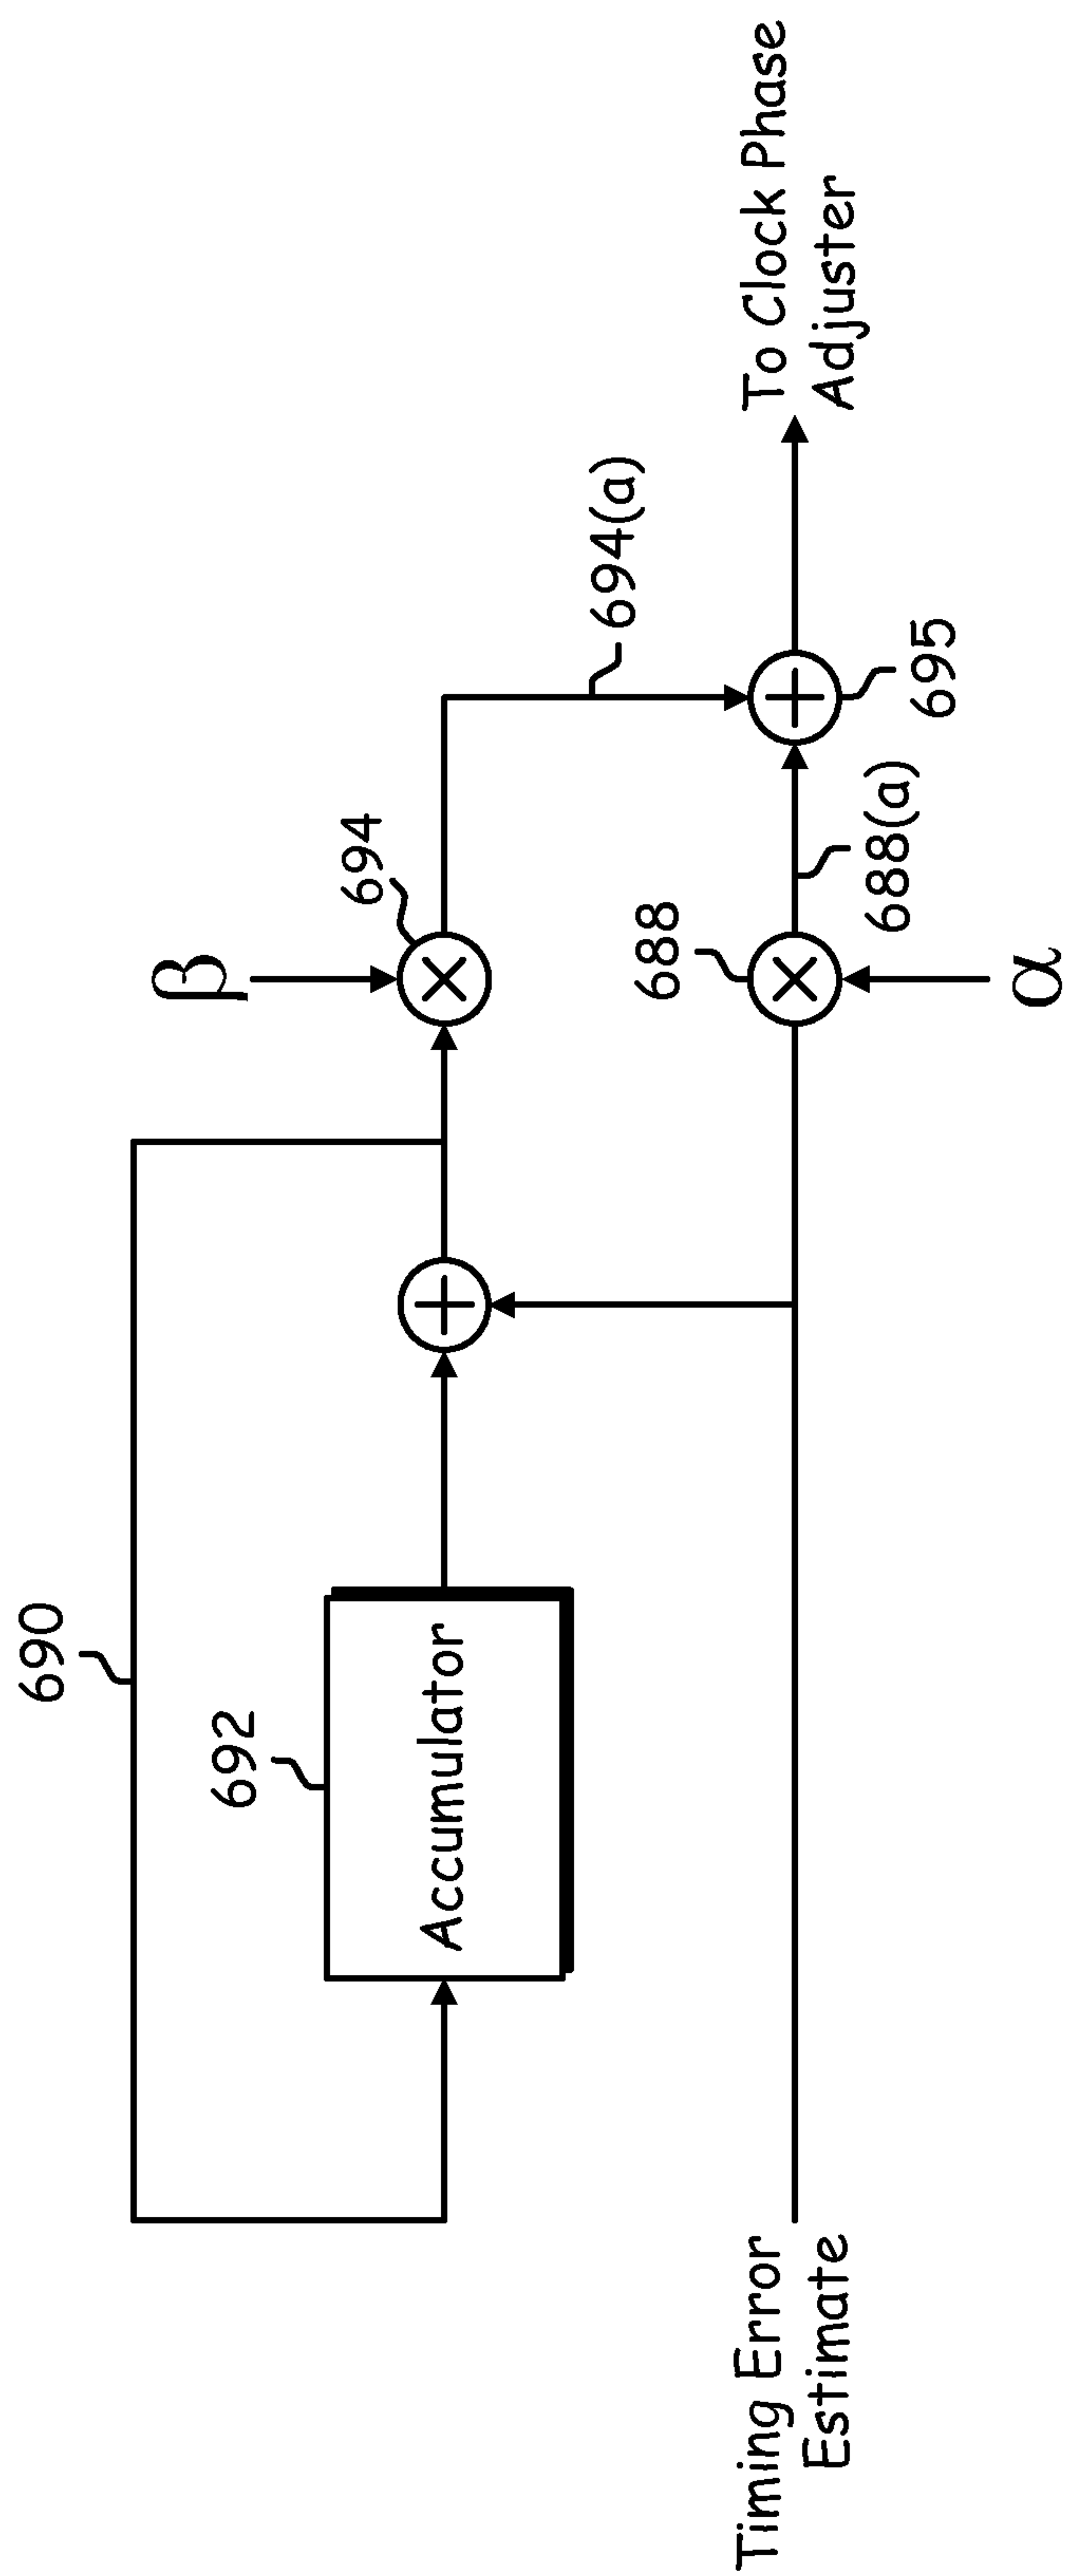 690
692
Accumulator
β
694
694(a)
Timing Error
Estimate
688
688(a)
α
695
To Clock Phase
Adjuster